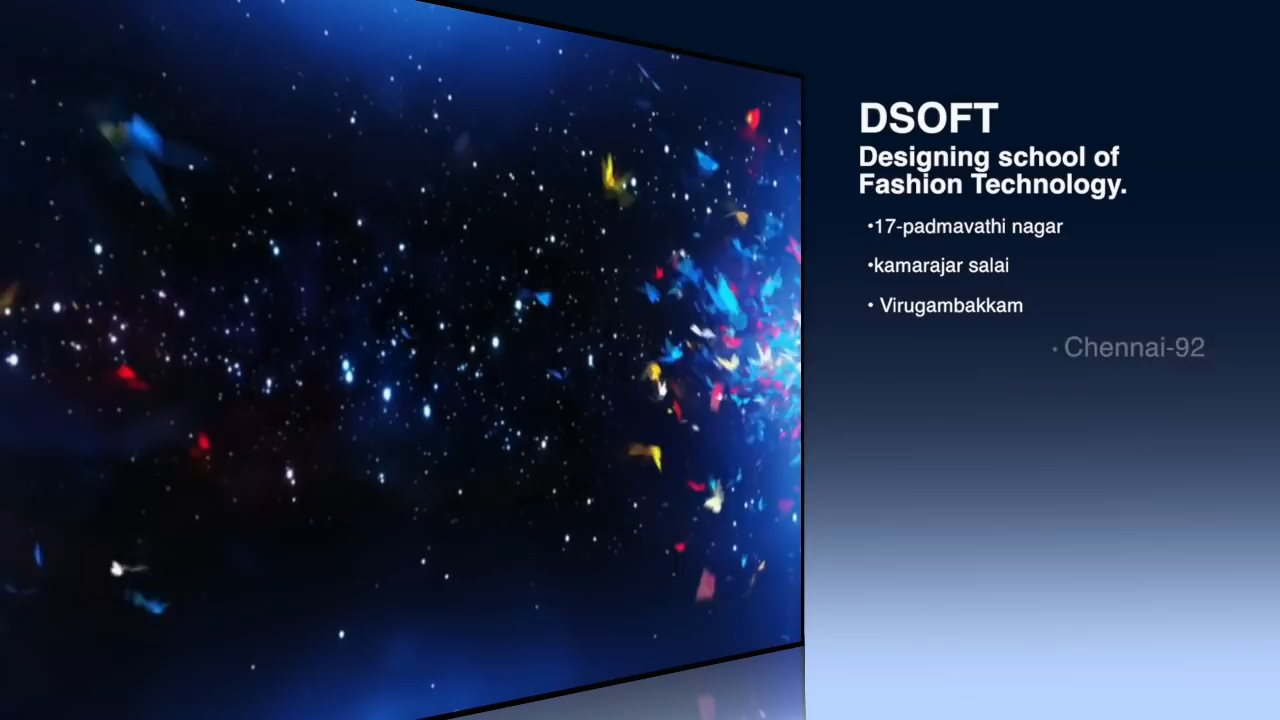 DSOFT
Designing school of
Fashion Technology.
•17-padmavathi nagar
•kamarajar salai
• Virugambakkam
• Chennai-92